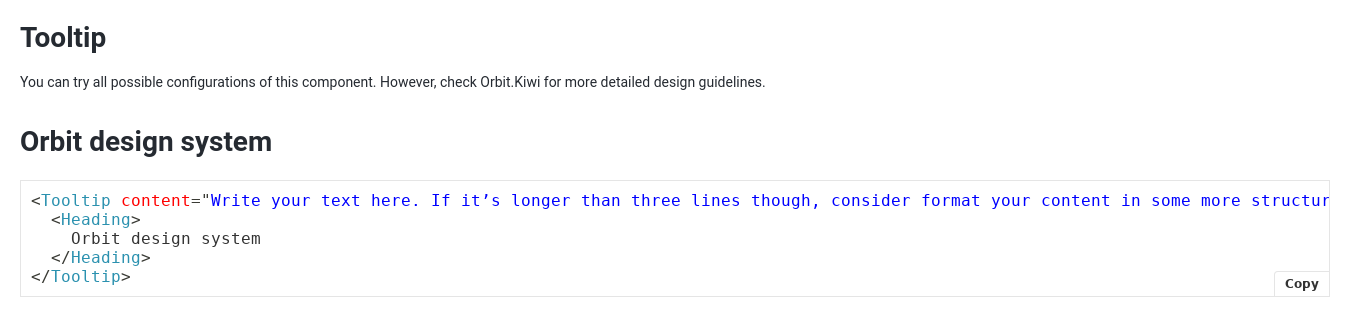 Tooltip
You can try all possible configurations of this component. However, check Orbit.Kiwi for more detailed design guidelines.
Orbit design system
<Tooltip content="Write your text here. If it’s longer than three lines though, consider format your content in some more structur
<Heading>
Orbit design system
</Heading>
</Tooltip>
Copy